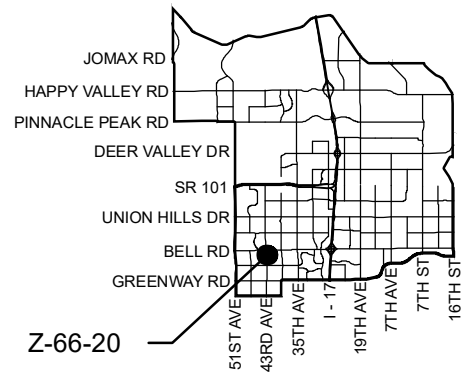 JOMAX RD
HAPPY VALLEY RD
PINNACLE PEAK RD
DEER VALLEY DR
SR 101
UNION HILLS DR
BELL RD
GREENWAY RD
51ST AVE
43RD AVE
35TH AVE
I - 17
19TH AVE
7TH AVE
7TH ST
16TH ST
Z-66-20